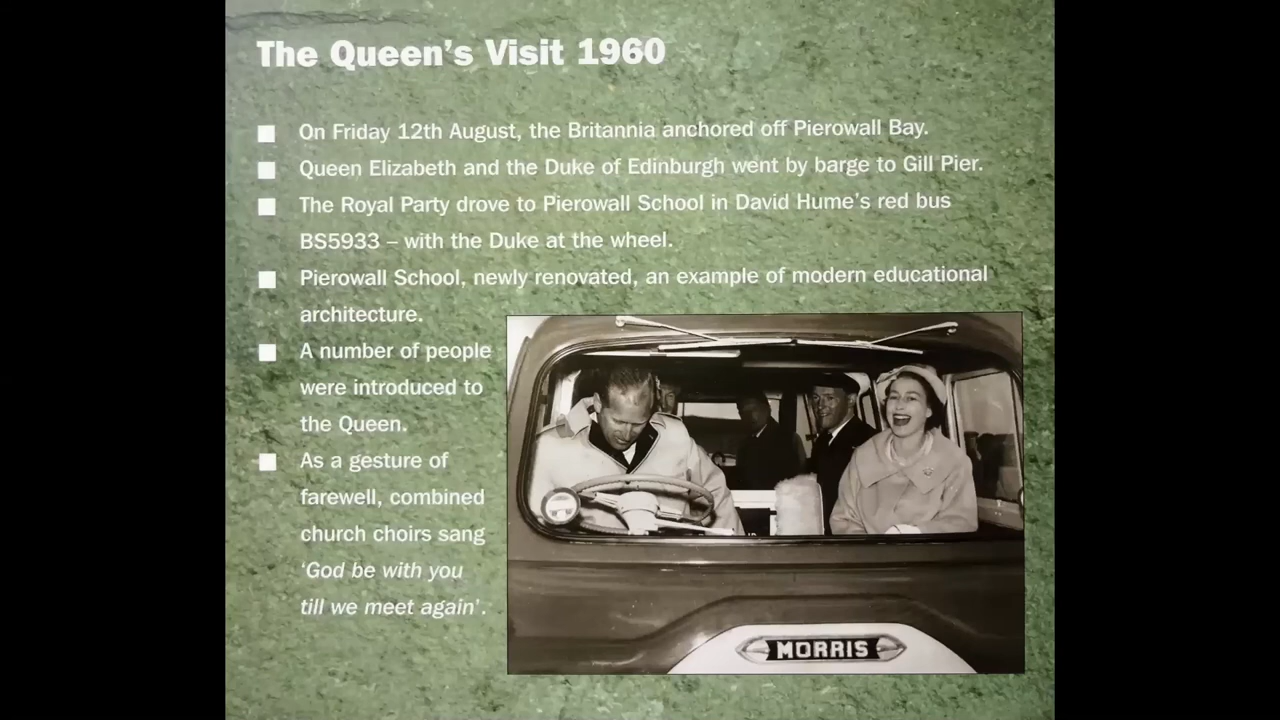 The Queen's Visit 1960
On Friday 12th August, the Britannia anchored off Pierowall Bay.
Queen Elizabeth and the Duke of Edinburgh went by barge to Gill Pier.
The Royal Party drove to Pierowall School in David Hume's red bus
BS5933 – with the Duke at the wheel.
Pierowall School, newly renovated, an example of modern educational
architecture.
A number of people
were introduced to
the Queen.
As a gesture of
farewell, combined
church choirs sang
'God be with you
till we meet again'.
MORRIS